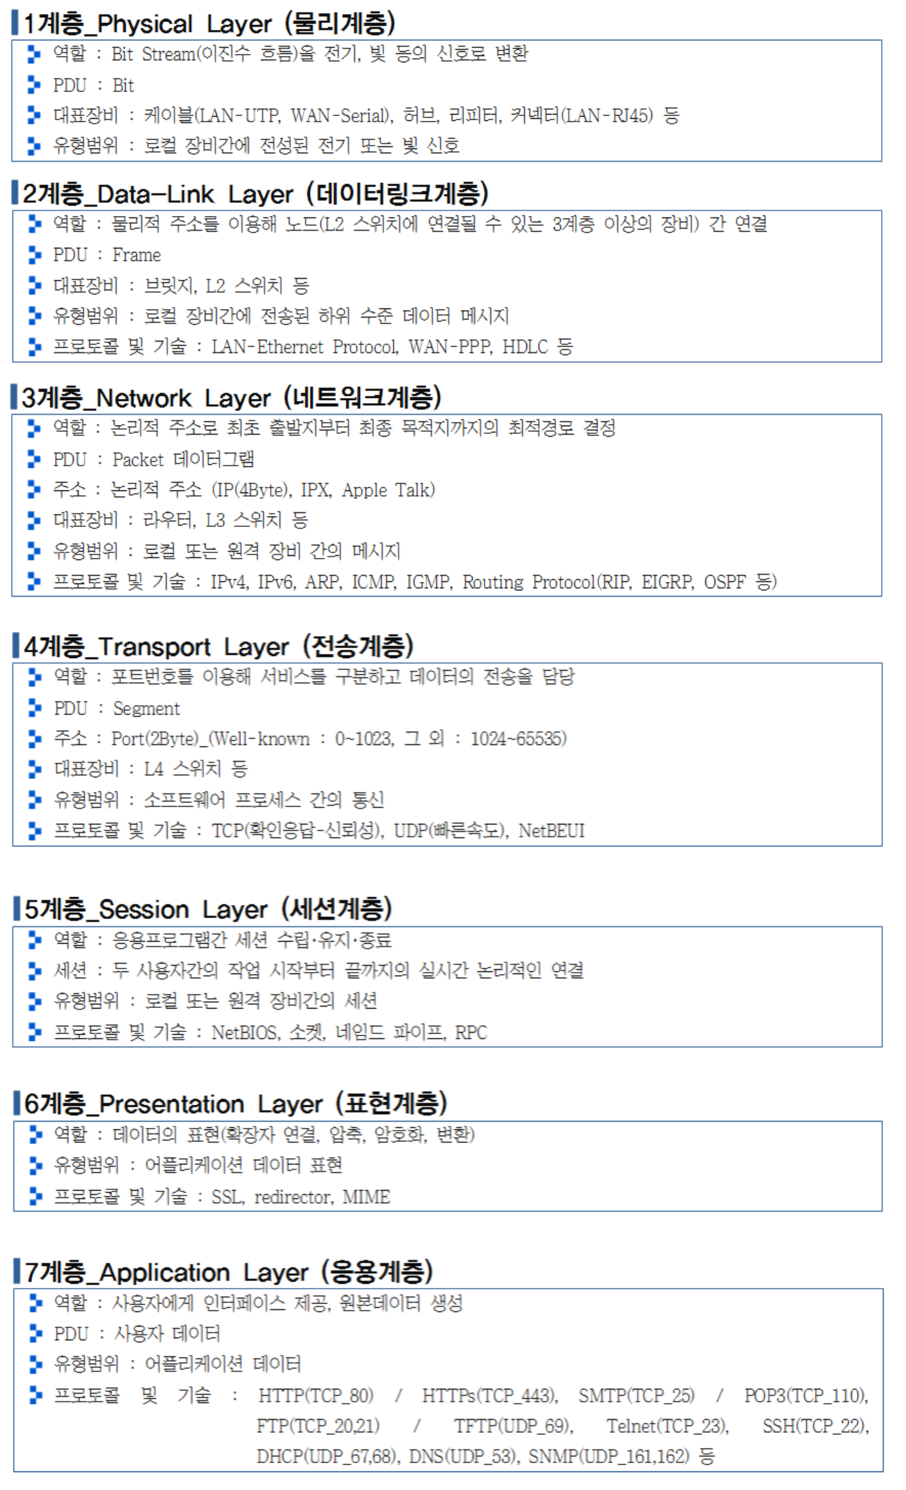 1계층_Physical Layer (물리계층)
역할 : Bit Stream(이진수 흐름)을 전기, 빛 등의 신호로 변환
PDU : Bit
대표장비 : 케이블(LAN-UTP, WAN-Serial), 허브, 리피터, 커넥터(LAN-RJ45) 등
유형범위 : 로컬 장비간에 전성된 전기 또는 빛 신호
2계층_Data-Link Layer (데이터링크계층)
역할 : 물리적 주소를 이용해 노드(L2 스위치에 연결될 수 있는 3계층 이상의 장비) 간 연결
PDU : Frame
대표장비 : 브릿지, L2 스위치 등
유형범위 : 로컬 장비간에 전송된 하위 수준 데이터 메시지
프로토콜 및 기술 : LAN-Ethernet Protocol, WAN-PPP, HDLC 등
3계층_Network Layer (네트워크계층)
역할 : 논리적 주소로 최초 출발지부터 최종 목적지까지의 최적경로 결정
PDU : Packet 데이터그램
주소 : 논리적 주소 (IP(4Byte), IPX, Apple Talk)
대표장비 : 라우터, L3 스위치 등
유형범위 : 로컬 또는 원격 장비 간의 메시지
프로토콜 및 기술 : IPv4, IPv6, ARP, ICMP, IGMP, Routing Protocol(RIP, EIGRP, OSPF 등)
4계층_Transport Layer (전송계층)
역할 : 포트번호를 이용해 서비스를 구분하고 데이터의 전송을 담당
PDU : Segment
주소 : Port(2Byte)_(Well-known : 0~1023, 그 외 : 1024~65535)
대표장비 : L4 스위치 등
유형범위 : 소프트웨어 프로세스 간의 통신
프로토콜 및 기술 : TCP(확인응답-신뢰성), UDP(빠른속도), NetBEUI
5계층_Session Layer (세션계층)
역할 : 응용프로그램간 세션 수립·유지·종료
세션 : 두 사용자간의 작업 시작부터 끝까지의 실시간 논리적인 연결
유형범위 : 로컬 또는 원격 장비간의 세션
프로토콜 및 기술 : NetBIOS, 소켓, 네임드 파이프, RPC
6계층_Presentation Layer (표현계층)
역할 : 데이터의 표현(확장자 연결, 압축, 암호화, 변환)
유형범위 : 어플리케이션 데이터 표현
프로토콜 및 기술 : SSL, redirector, MIME
7계층_Application Layer (응용계층)
역할 : 사용자에게 인터페이스 제공, 원본데이터 생성
PDU : 사용자 데이터
유형범위 : 어플리케이션 데이터
프로토콜 및 기술 : HTTP(TCP_80) / HTTPs(TCP_443), SMTP(TCP_25) / POP3(TCP_110),
FTP(TCP_20,21) / TFTP(UDP_69), Telnet(TCP_23), SSH(TCP_22),
DHCP(UDP_67,68), DNS(UDP_53), SNMP(UDP_161,162) 등